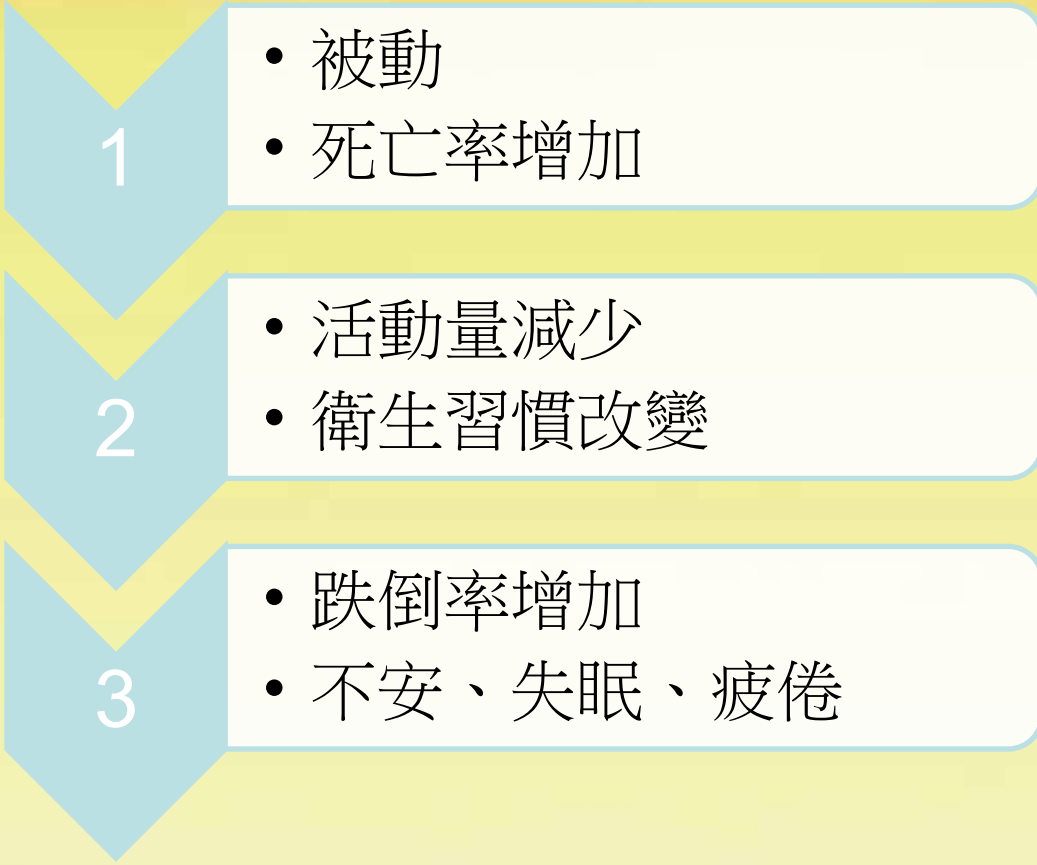 1
• 被動
• 死亡率增加
2
• 活動量減少
• 衛生習慣改變
3
• 跌倒率增加
• 不安、失眠、疲倦